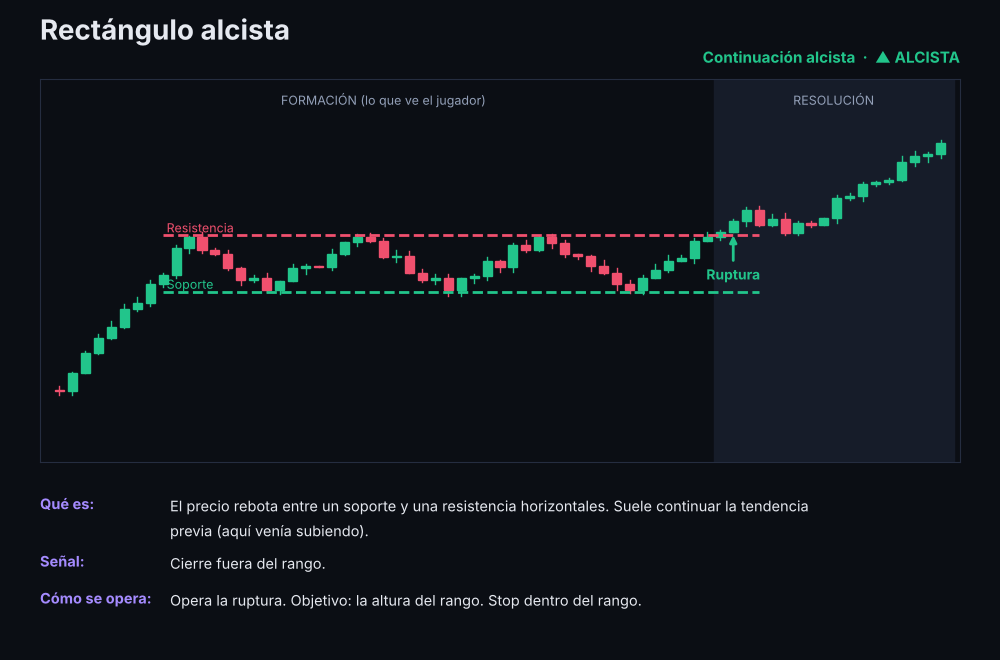 Rectángulo alcista
Continuación alcista · ▲ ALCISTA
FORMACIÓN (lo que ve el jugador)
RESOLUCIÓN
Resistencia
Soporte
Ruptura
Qué es: El precio rebota entre un soporte y una resistencia horizontales. Suele continuar la tendencia
previa (aquí venía subiendo).
Señal: Cierre fuera del rango.
Cómo se opera: Opera la ruptura. Objetivo: la altura del rango. Stop dentro del rango.